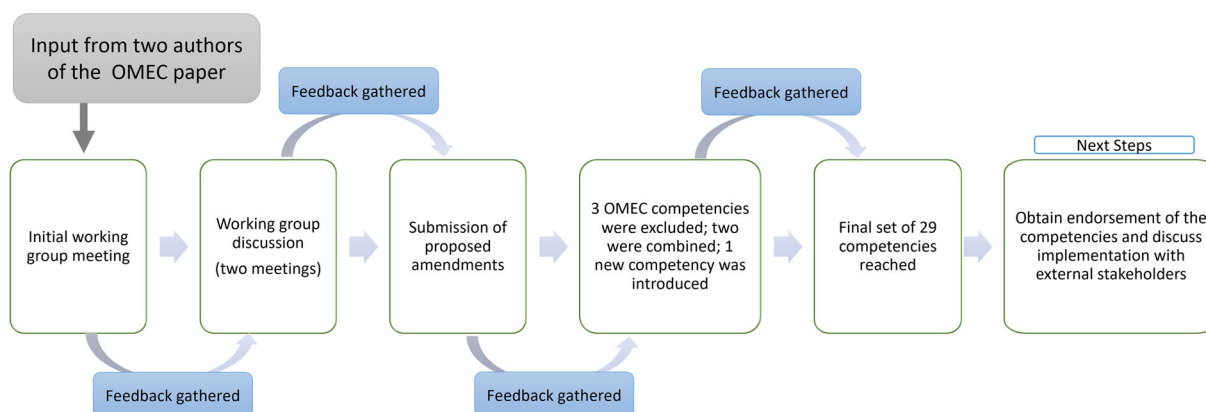 Input from two authors
of the OMEC paper
Feedback gathered
Feedback gathered
Next Steps
Initial working
group meeting
Working group
discussion
(two meetings)
Submission of
proposed
amendments
3 OMEC competencies
were excluded; two
were combined; 1
new competency was
introduced
Final set of 29
competencies
reached
Obtain endorsement of the
competencies and discuss
implementation with
external stakeholders
Feedback gathered
Feedback gathered